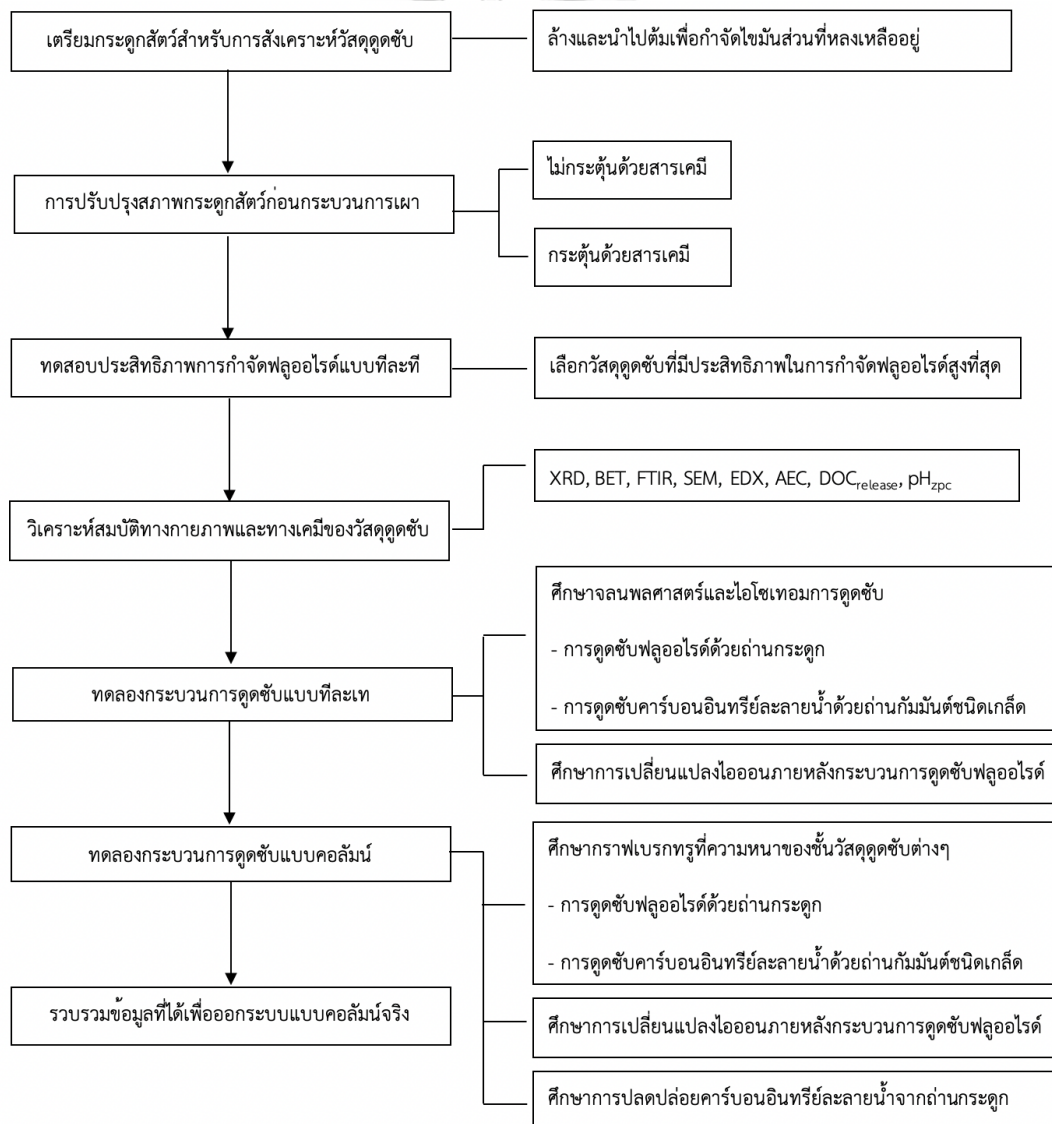 เตรียมกระดูกสัตว์สำหรับการสังเคราะห์วัสดุดูดซับ
ล้างและนำไปต้มเพื่อกำจัดไขมันส่วนที่หลงเหลืออยู่
การปรับปรุงสภาพกระดูกสัตว์ก่อนกระบวนการเผา
ไม่กระตุ้นด้วยสารเคมี
กระตุ้นด้วยสารเคมี
ทดสอบประสิทธิภาพการกำจัดฟลูออไรด์แบบทีละที
เลือกวัสดุดูดซับที่มีประสิทธิภาพในการกำจัดฟลูออไรด์สูงที่สุด
วิเคราะห์สมบัติทางกายภาพและทางเคมีของวัสดุดูดซับ
XRD, BET, FTIR, SEM, EDX, AEC, DOCrelease, pHzpc
ทดลองกระบวนการดูดซับแบบทีละเท
ศึกษาจลนพลศาสตร์และไอโซเทอมการดูดซับ
- การดูดซับฟลูออไรด์ด้วยถ่านกระดูก
- การดูดซับคาร์บอนอินทรีย์ละลายน้ำด้วยถ่านกัมมันต์ชนิดเกล็ด
ศึกษาการเปลี่ยนแปลงไอออนภายหลังกระบวนการดูดซับฟลูออไรด์
ทดลองกระบวนการดูดซับแบบคอลัมน์
ศึกษากราฟเบรกทรูที่ความหนาของชั้นวัสดุดูดซับต่างๆ
- การดูดซับฟลูออไรด์ด้วยถ่านกระดูก
- การดูดซับคาร์บอนอินทรีย์ละลายน้ำด้วยถ่านกัมมันต์ชนิดเกล็ด
ศึกษาการเปลี่ยนแปลงไอออนภายหลังกระบวนการดูดซับฟลูออไรด์
ศึกษาการปลดปล่อยคาร์บอนอินทรีย์ละลายน้ำจากถ่านกระดูก
รวบรวมข้อมูลที่ได้เพื่อออกระบบแบบคอลัมน์จริง